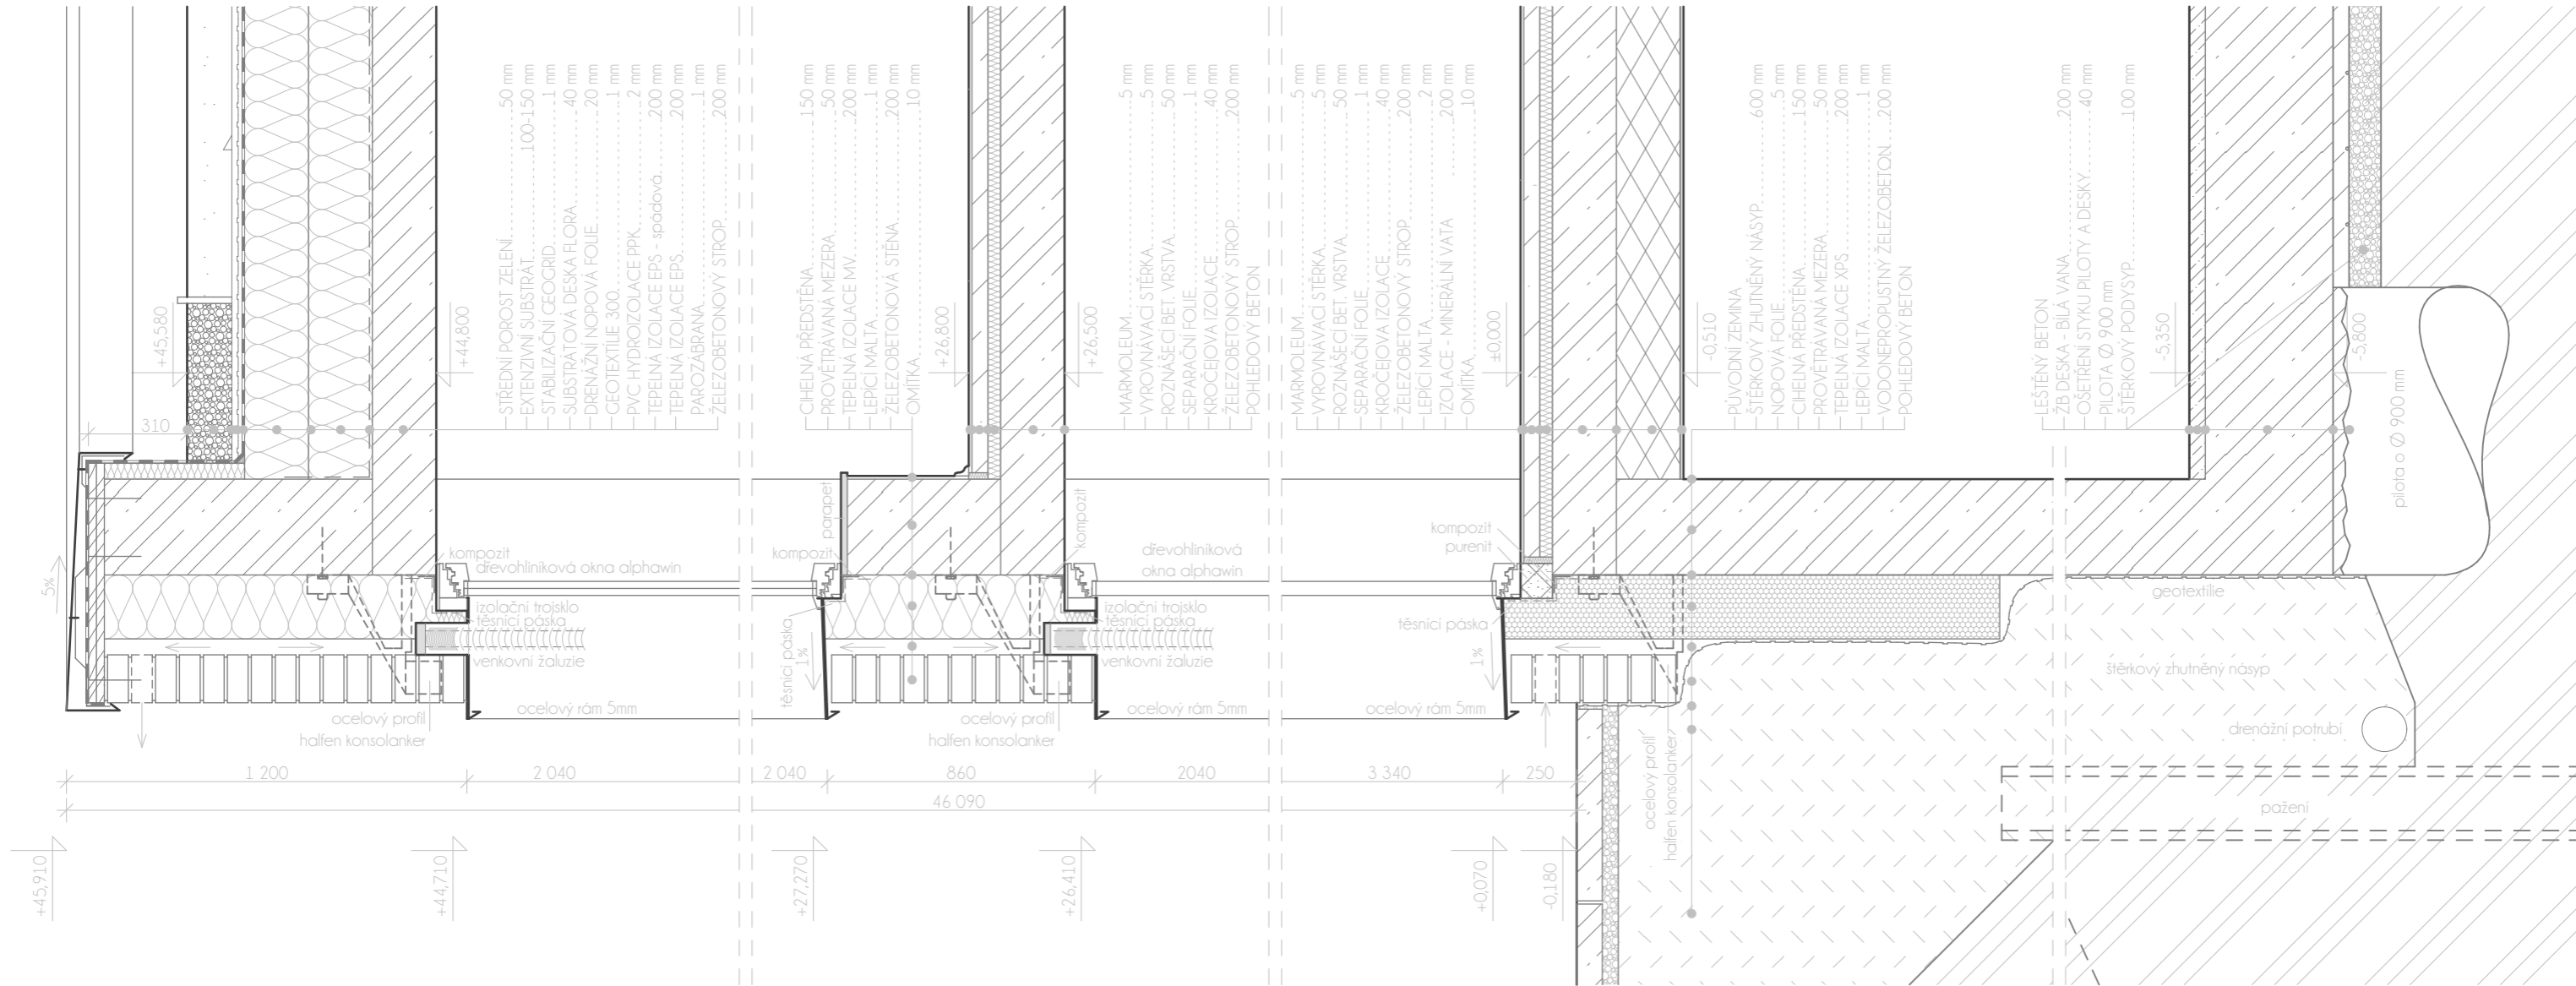 STŘEDNÍ POROST ZELENÍ 50 mm
EXTENZIVNÍ SUBSTRÁT 100-150 mm
STABILIZAČNÍ GEOGRID 1 mm
SUBSTRÁTOVÁ DESKA FLORA 40 mm
DRENÁŽNÍ NOPOVÁ FOLIE 20 mm
GEOTEXTILIE 300 1 mm
PVC HYDROIZOLACE PPK 2 mm
TEPELNÁ IZOLACE EPS - spádová 200 mm
TEPELNÁ IZOLACE EPS 200 mm
PAROZÁBRANA 1 mm
ŽELEZOBETONOVÝ STROP 200 mm
CIHELNÁ PŘEDSTĚNA 150 mm
PROVĚTRÁVANÁ MEZERA 50 mm
TEPELNÁ IZOLACE MV 200 mm
LEPÍCÍ MALTA 1 mm
ŽELEZOBETONOVÁ STĚNA 200 mm
OMÍTKA 10 mm
MARMOLEUM 5 mm
VYROVNÁVACÍ STĚRKA 5 mm
ROZNÁŠECÍ BET. VRSTVA 50 mm
SEPARAČNÍ FOLIE 1 mm
KROČEJOVÁ IZOLACE 40 mm
ŽELEZOBETONOVÝ STROP 200 mm
POHLEDOVÝ BETON
MARMOLEUM 5 mm
VYROVNÁVACÍ STĚRKA 5 mm
ROZNÁŠECÍ BET. VRSTVA 50 mm
SEPARAČNÍ FOLIE 1 mm
KROČEJOVÁ IZOLACE 40 mm
ŽELEZOBETONOVÝ STROP 200 mm
LEPÍCÍ MALTA 2 mm
IZOLACE - MINERÁLNÍ VATA 200 mm
OMÍTKA 10 mm
PŮVODNÍ ZEMINA
ŠTĚRKOVÝ ZHUTNĚNÝ NÁSYP 600 mm
NOPOVÁ FOLIE 5 mm
CIHELNÁ PŘEDSTĚNA 150 mm
PROVĚTRÁVANÁ MEZERA 50 mm
TEPELNÁ IZOLACE XPS 200 mm
LEPÍCÍ MALTA 1 mm
VODONEPROPUSTNÝ ŽELEZOBETON 200 mm
POHLEDOVÝ BETON
LEŠTĚNÝ BETON
ŽB DESKA - BÍLÁ VANA 200 mm
OŠETŘENÍ STYKU PILOTY A DESKY 40 mm
PILOTA Ø 900 mm
ŠTĚRKOVÝ PODYSYP 100 mm
+45,580
+44,800
+26,800
+26,500
±0,000
-0,510
-5,350
-5,800
310
5%
pilota o Ø 900 mm
kompozit
dřevohliníková okna alphawin
izolační trojsklo
těsnící páska
venkovní žaluzie
ocelový rám 5mm
ocelový profil
halfen konsolanker
parapet
kompozit
těsnící páska
1%
kompozit
dřevohliníková
okna alphawin
izolační trojsklo
těsnící páska
venkovní žaluzie
ocelový rám 5mm
ocelový profil
halfen konsolanker
kompozit
purenit
těsnící páska
1%
ocelový rám 5mm
ocelový profil
halfen konsolanker
geotextilie
štěrkový zhutněný násyp
drenážní potrubí
pažení
1 200
2 040
2 040
860
2040
3 340
250
46 090
+45,910
+44,710
+27,270
+26,410
+0,070
-0,180